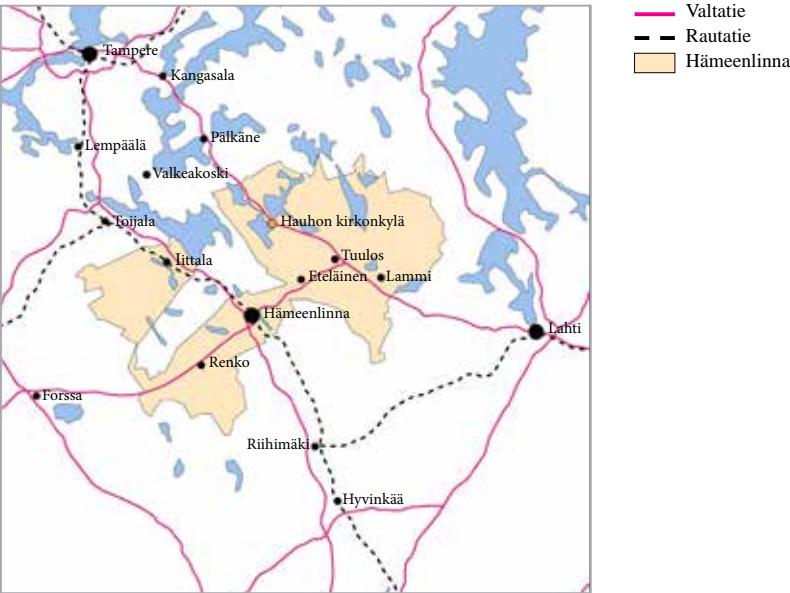 Valtatie
Rautatie
Hämeenlinna
Tampere
Kangasala
Pälkäne
Lempäälä
Valkeakoski
Toijala
Hauhon kirkonkylä
Iittala
Tuulos
Eteläinen
Lammi
Hämeenlinna
Lahti
Renko
Forssa
Riihimäki
Hyvinkää